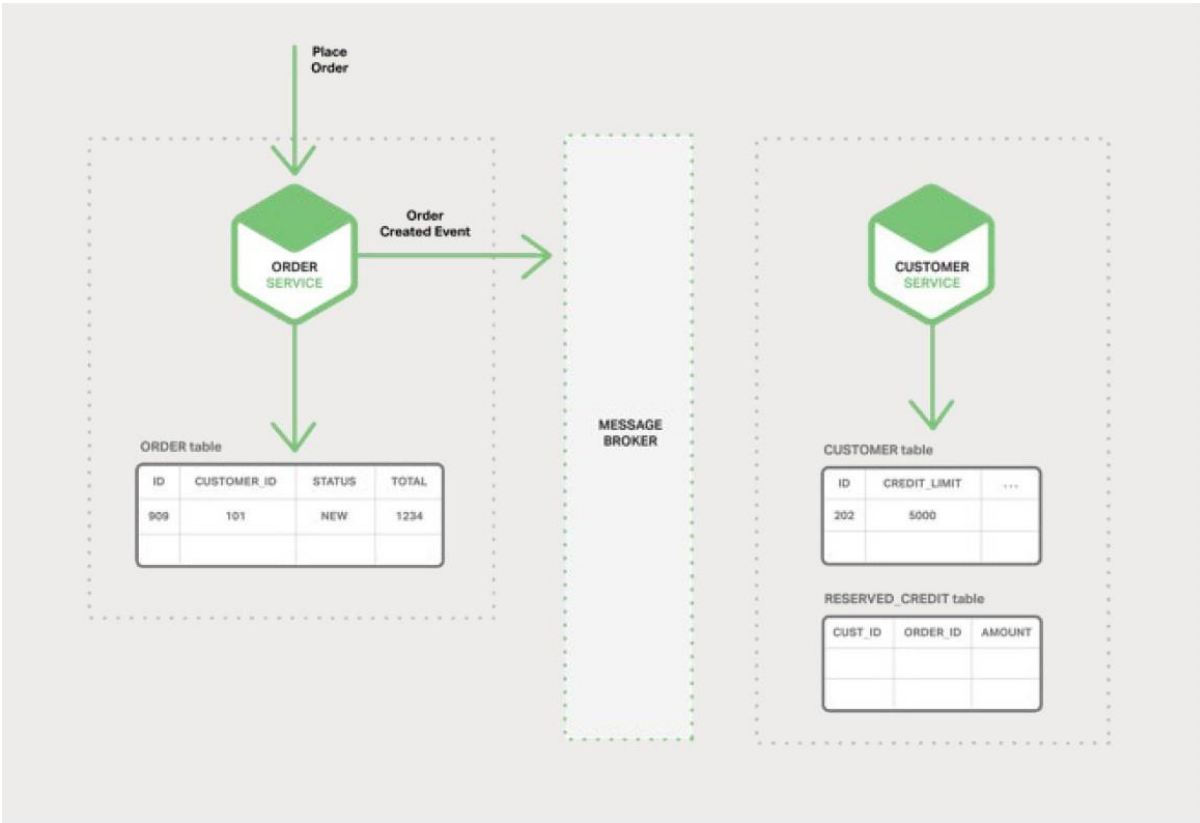 Place
Order
Order
Created Event
ORDER
SERVICE
CUSTOMER
SERVICE
MESSAGE
BROKER
ORDER table
ID CUSTOMER_ID STATUS TOTAL
909 101 NEW 1234
CUSTOMER table
ID CREDIT_LIMIT ...
202 5000
RESERVED_CREDIT table
CUST_ID ORDER_ID AMOUNT